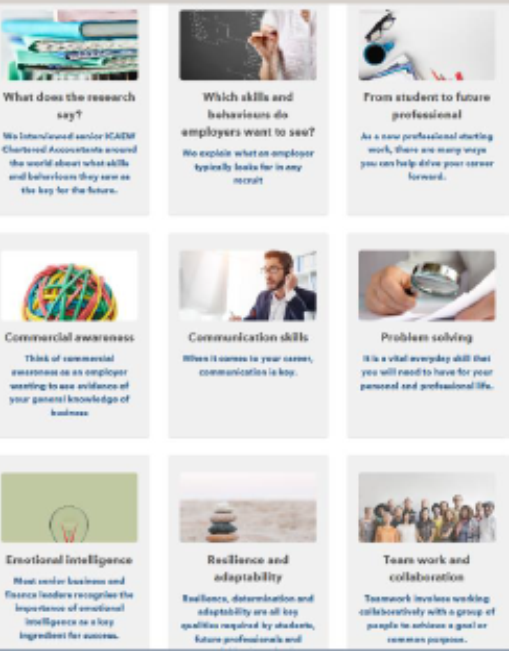 What does the research
say?
We interviewed senior ICAEW
Chartered Accountants around
the world about what skills
and behaviours they saw as
the key for the future.
Which skills and
behaviours do
employers want to see?
We explain what an employer
typically looks for in any
recruit
From student to future
professional
As a new professional starting
work, there are many ways
you can help drive your career
forward.
Commercial awareness
Think of commercial
awareness as an employer
wanting to see evidence of
your general knowledge of
business
Communication skills
When it comes to your career,
communication is key.
Problem solving
It is a vital everyday skill that
you will need to have for your
personal and professional life.
Emotional intelligence
Most senior business and
finance leaders recognise the
importance of emotional
intelligence as a key
ingredient for success.
Resilience and
adaptability
Resilience, determination and
adaptability are all key
qualities required by students,
future professionals and
Team work and
collaboration
Teamwork involves working
collaboratively with a group of
people to achieve a goal or
common purpose.